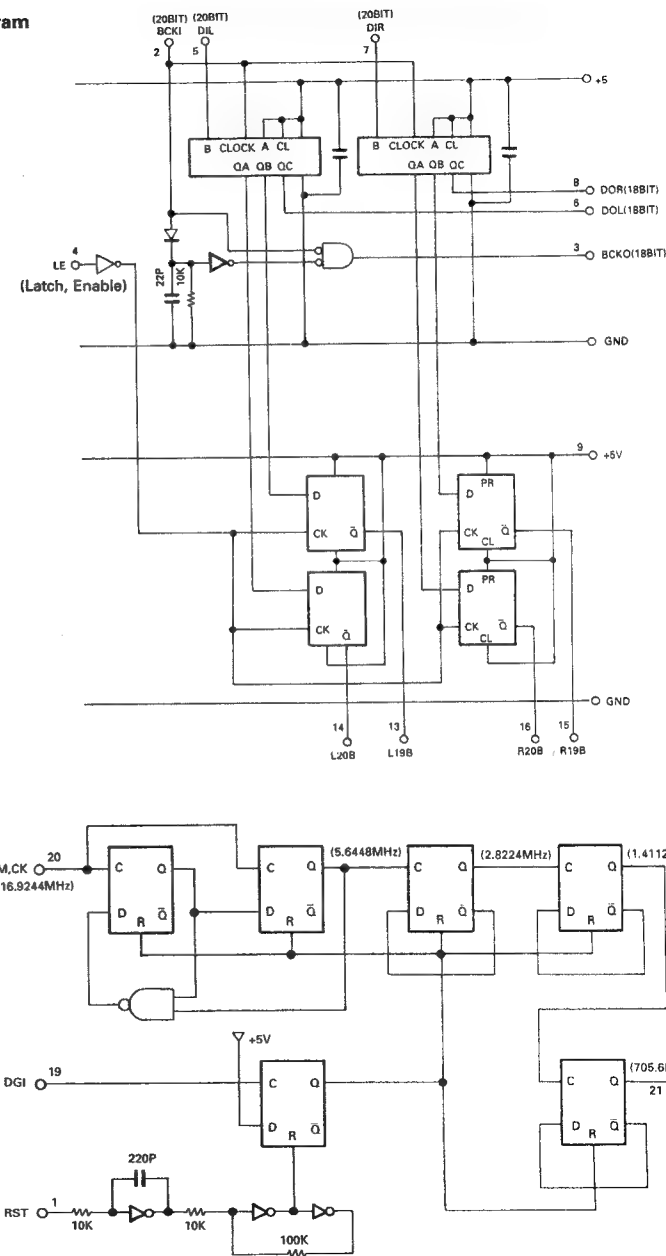 ram
(20BIT)
BCKI
2
(20BIT)
DIL
5
(20BIT)
DIR
7
+5
B CLOCK A CL
QA QB QC
B CLOCK A CL
QA QB QC
8 DOR(18BIT)
6 DOL(18BIT)
3 BCKO(18BIT)
LE 4
(Latch, Enable)
22P
10K
GND
9 +5V
D
CK Q̄
D
CK Q̄
PR
D
CK Q̄
CL
PR
D
CK Q̄
CL
GND
14
L20B
13
L19B
16
R20B
15
R19B
M,CK 20
16.9244MHz)
C Q
D R Q̄
C Q
D R Q̄
(5.6448MHz)
C Q
D R Q̄
(2.8224MHz)
C Q
D R Q̄
(1.4112
DGI 19
+5V
C Q
D R Q̄
C Q
D R Q̄
(705.6
21
RST 1
10K
220P
10K
100K